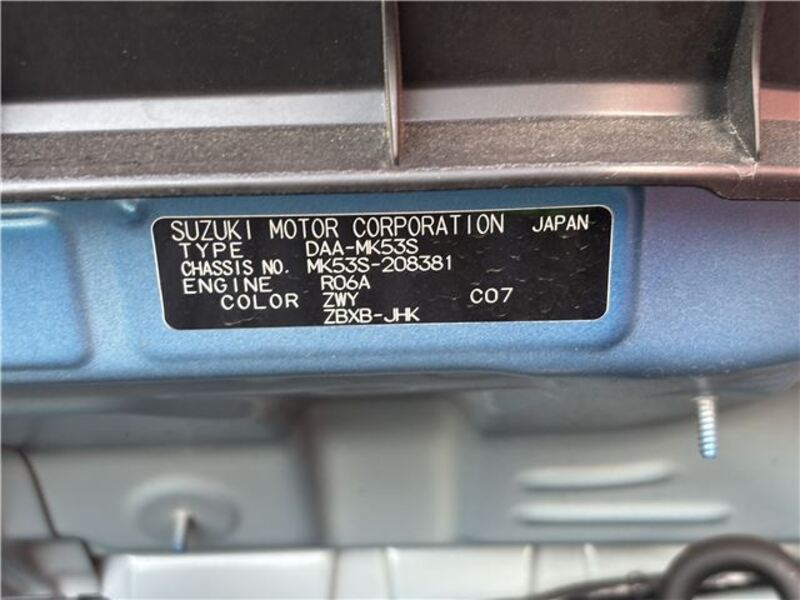 SUZUKI MOTOR CORPORATION JAPAN
TYPE DAA-MK53S
CHASSIS NO. MK53S-208381
ENGINE R06A
COLOR ZWY C07
ZBXB-JHK